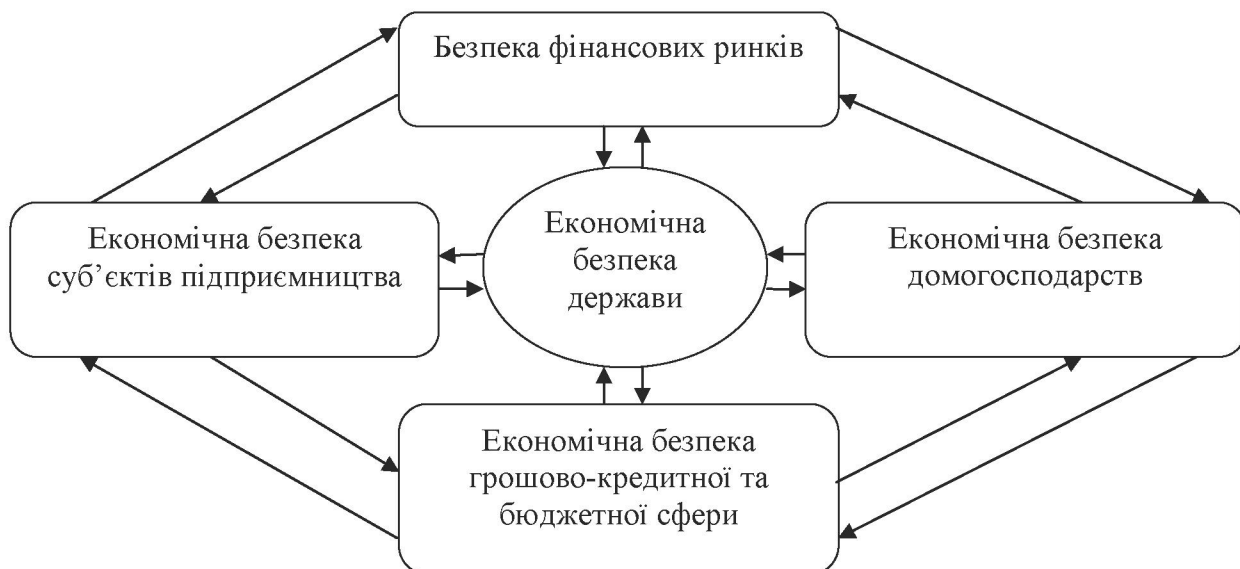 Безпека фінансових ринків
Економічна безпека
суб’єктів підприємництва
Економічна
безпека
держави
Економічна безпека
домогосподарств
Економічна безпека
грошово-кредитної та
бюджетної сфери